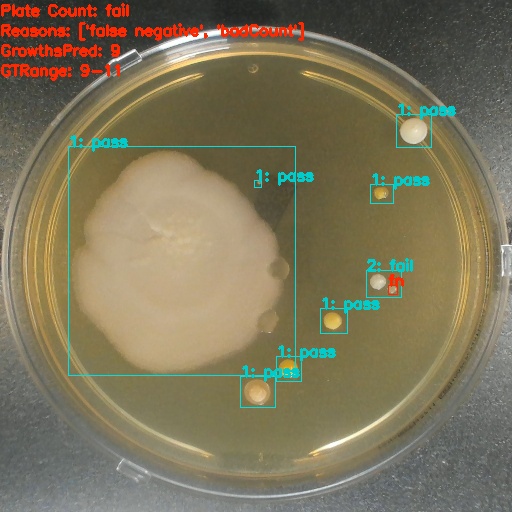 Plate Count: fail
Reasons: ['false negative', 'badCount']
GrowthsPred: 9
GTRange: 9-11
1: pass
1: pass
1: pass
1: pass
2: fail
fn
1: pass
1: pass
1: pass